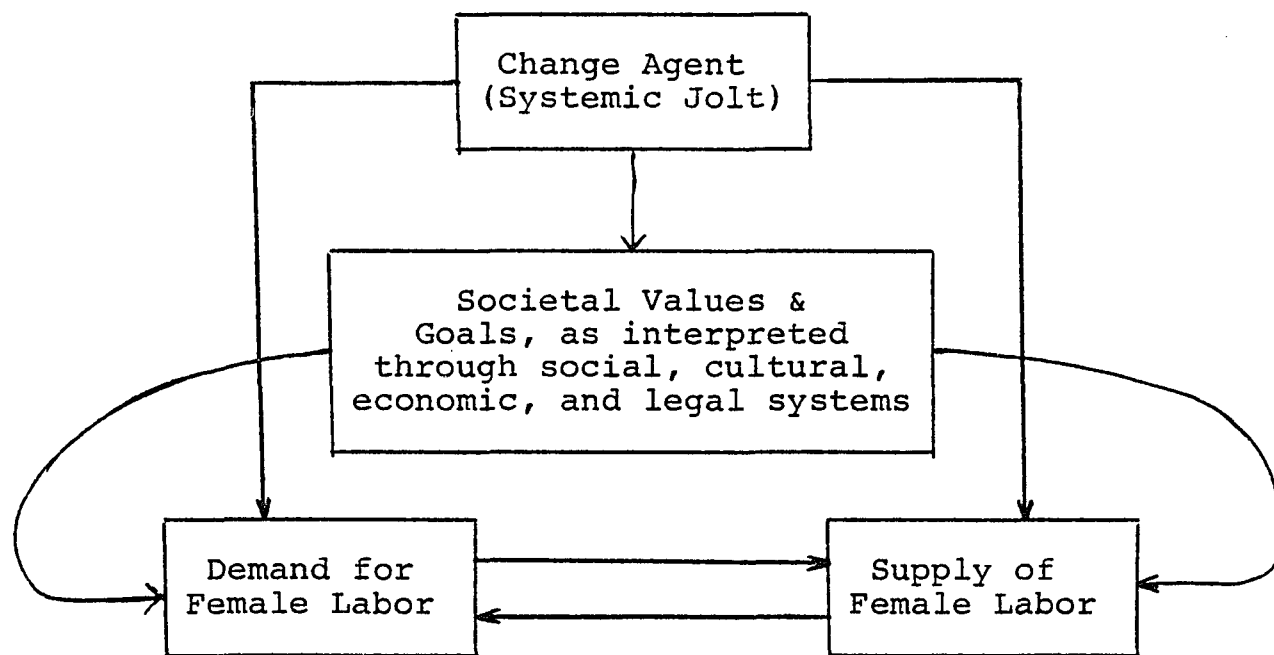 Change Agent
(Systemic Jolt)
Societal Values &
Goals, as interpreted
through social, cultural,
economic, and legal systems
Demand for
Female Labor
Supply of
Female Labor